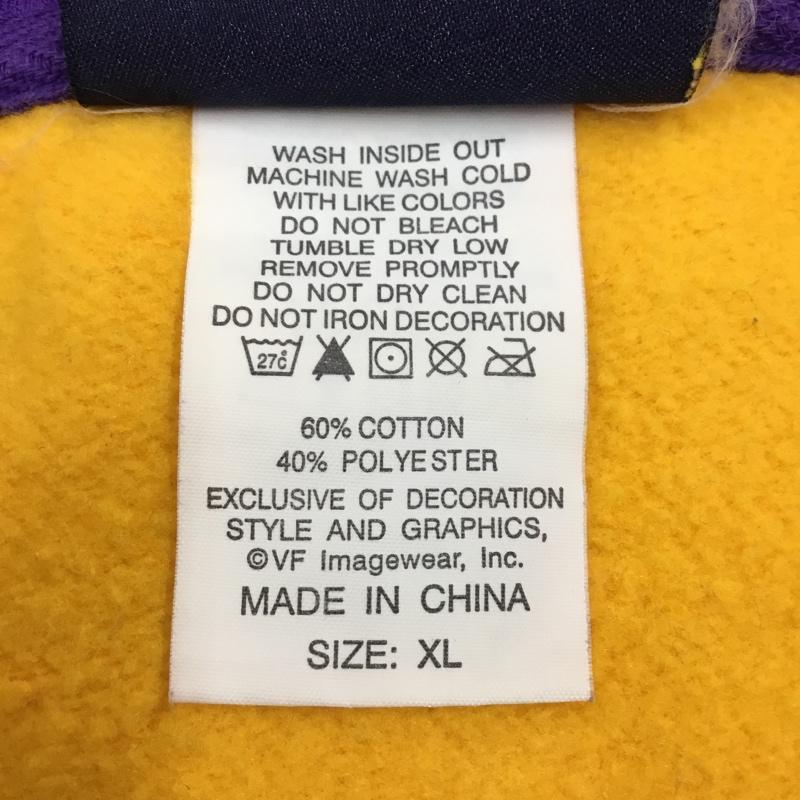 WASH INSIDE OUT
MACHINE WASH COLD
WITH LIKE COLORS
DO NOT BLEACH
TUMBLE DRY LOW
REMOVE PROMPTLY
DO NOT DRY CLEAN
DO NOT IRON DECORATION
27c
60% COTTON
40% POLYESTER
EXCLUSIVE OF DECORATION
STYLE AND GRAPHICS,
©VF Imagewear, Inc.
MADE IN CHINA
SIZE: XL